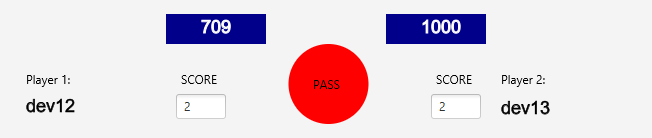 709
1000
Player 1:
SCORE
PASS
SCORE
Player 2:
dev12
2
2
dev13